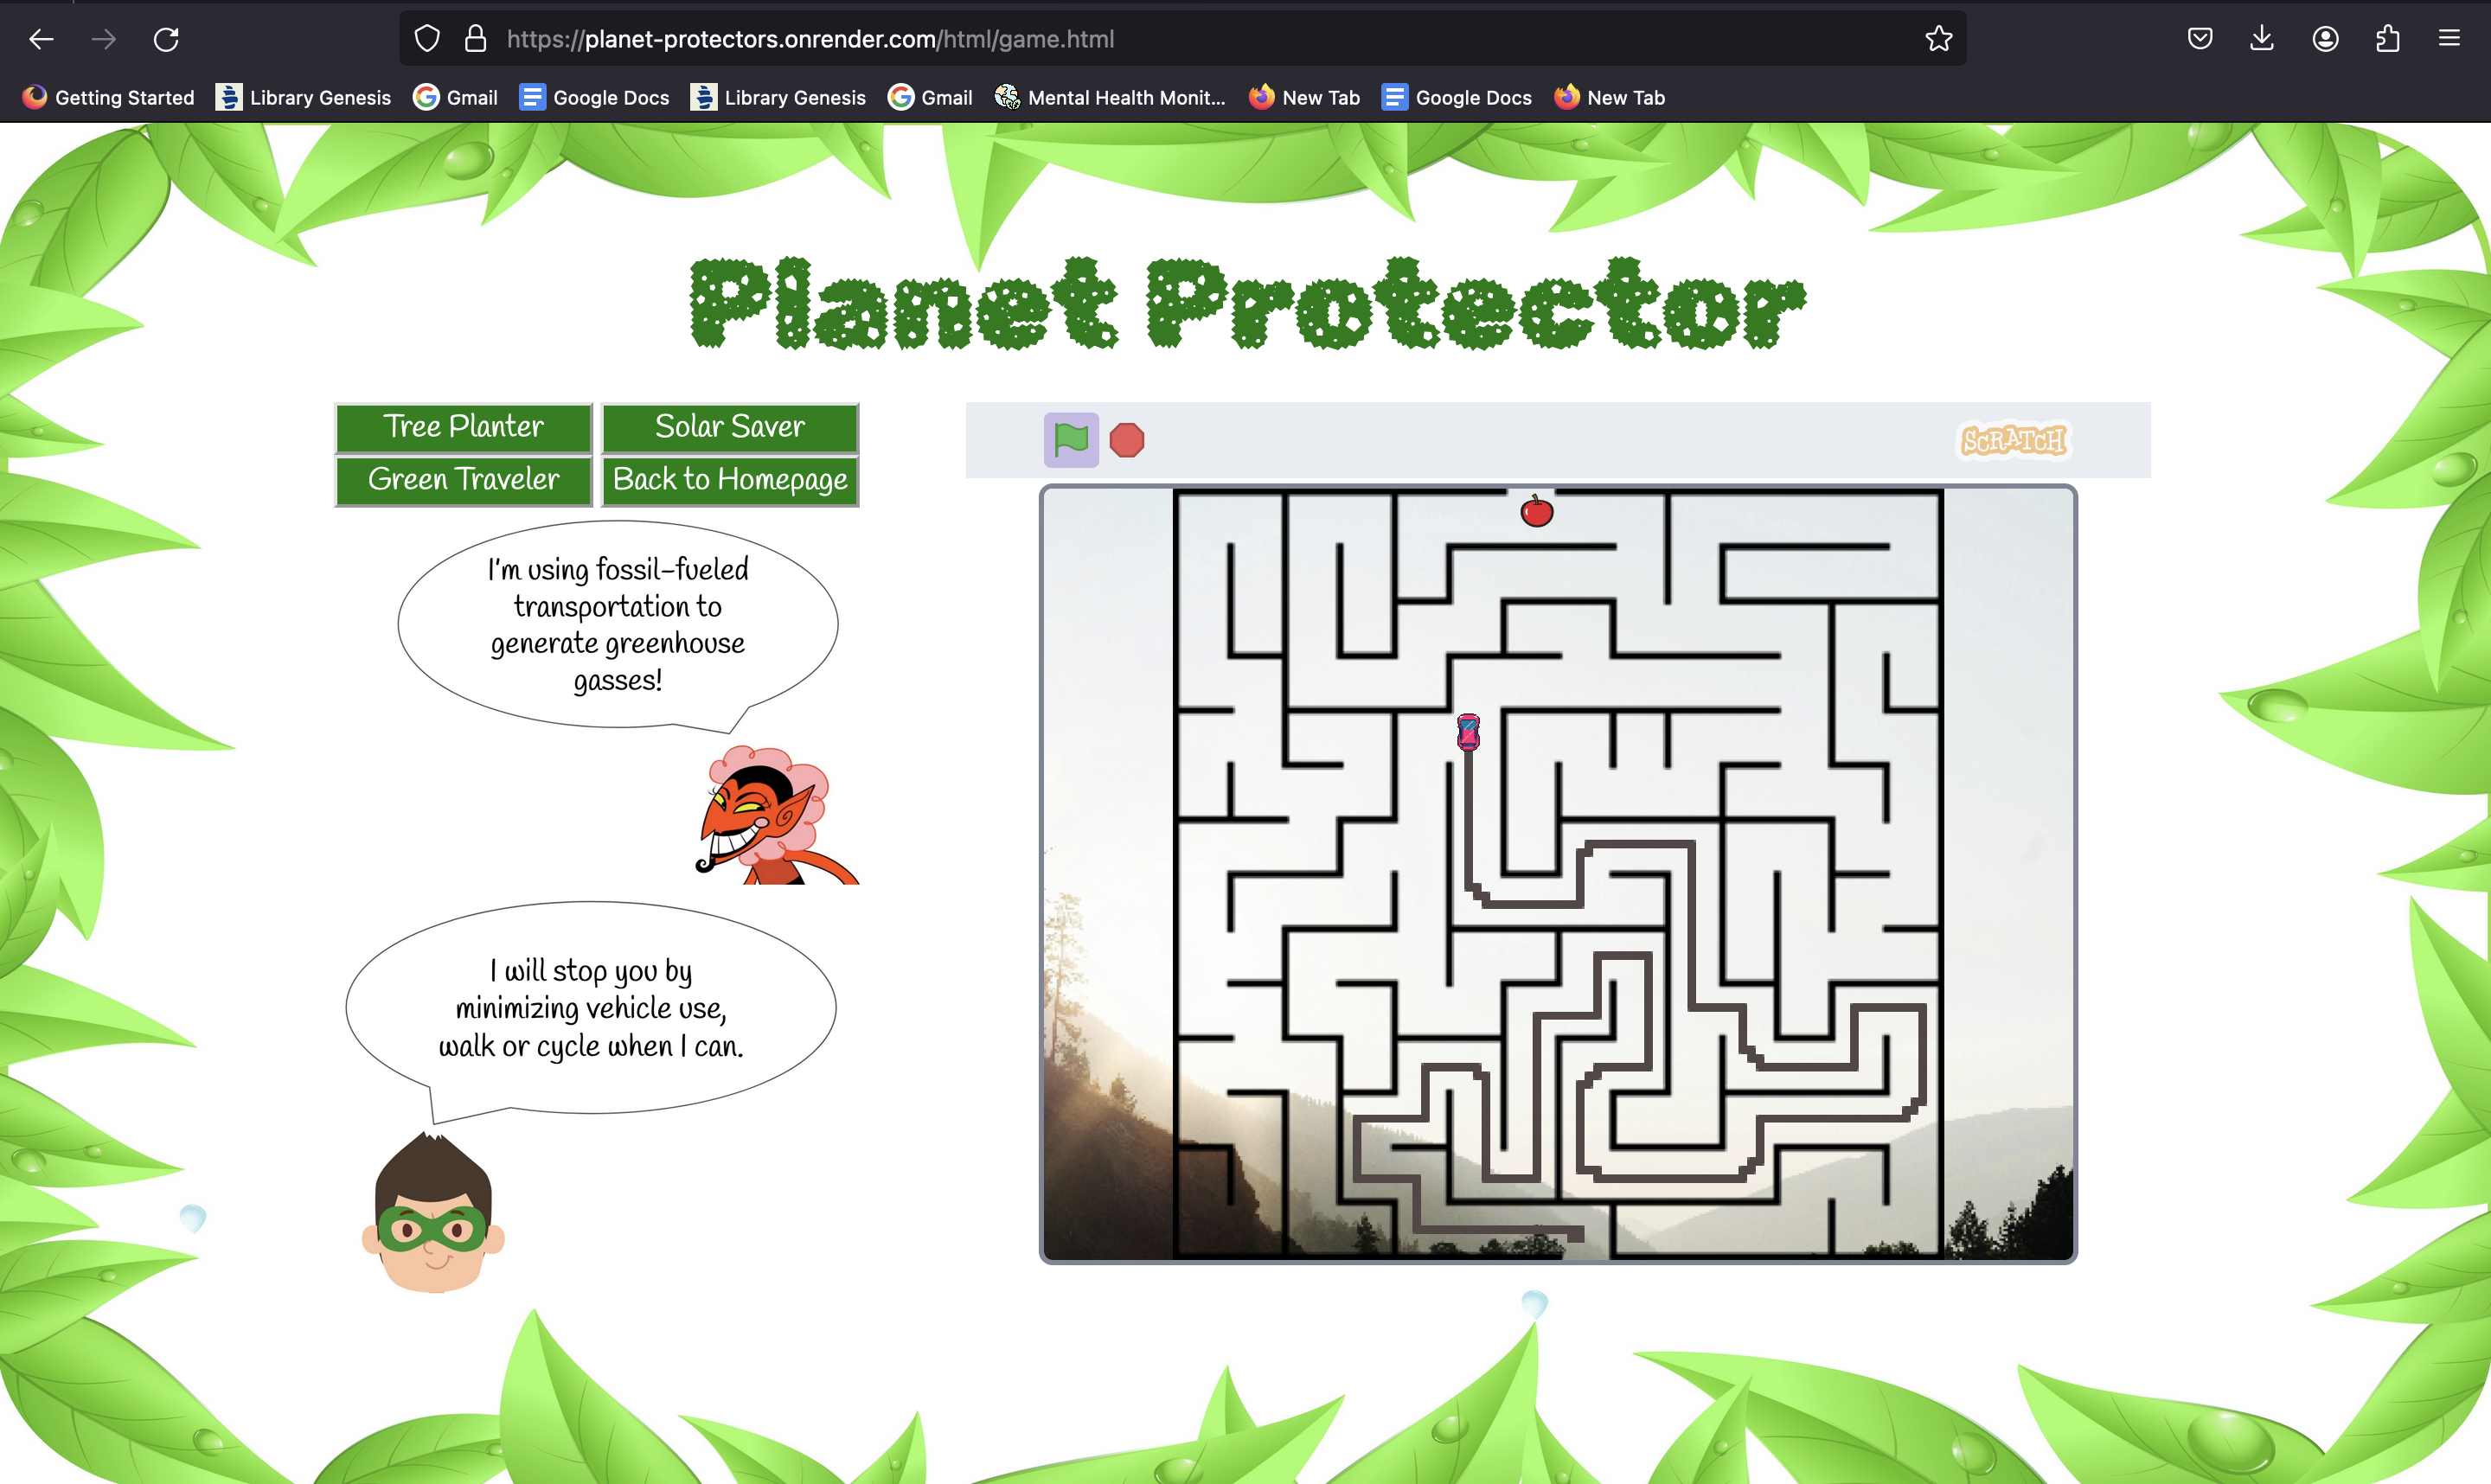 https://planet-protectors.onrender.com/html/game.html
Getting Started Library Genesis Gmail Google Docs Library Genesis Gmail Mental Health Monit... New Tab Google Docs New Tab
Planet Protector
Tree Planter Solar Saver
Green Traveler Back to Homepage
SCRATCH
I'm using fossil-fueled
transportation to
generate greenhouse
gasses!
I will stop you by
minimizing vehicle use,
walk or cycle when I can.